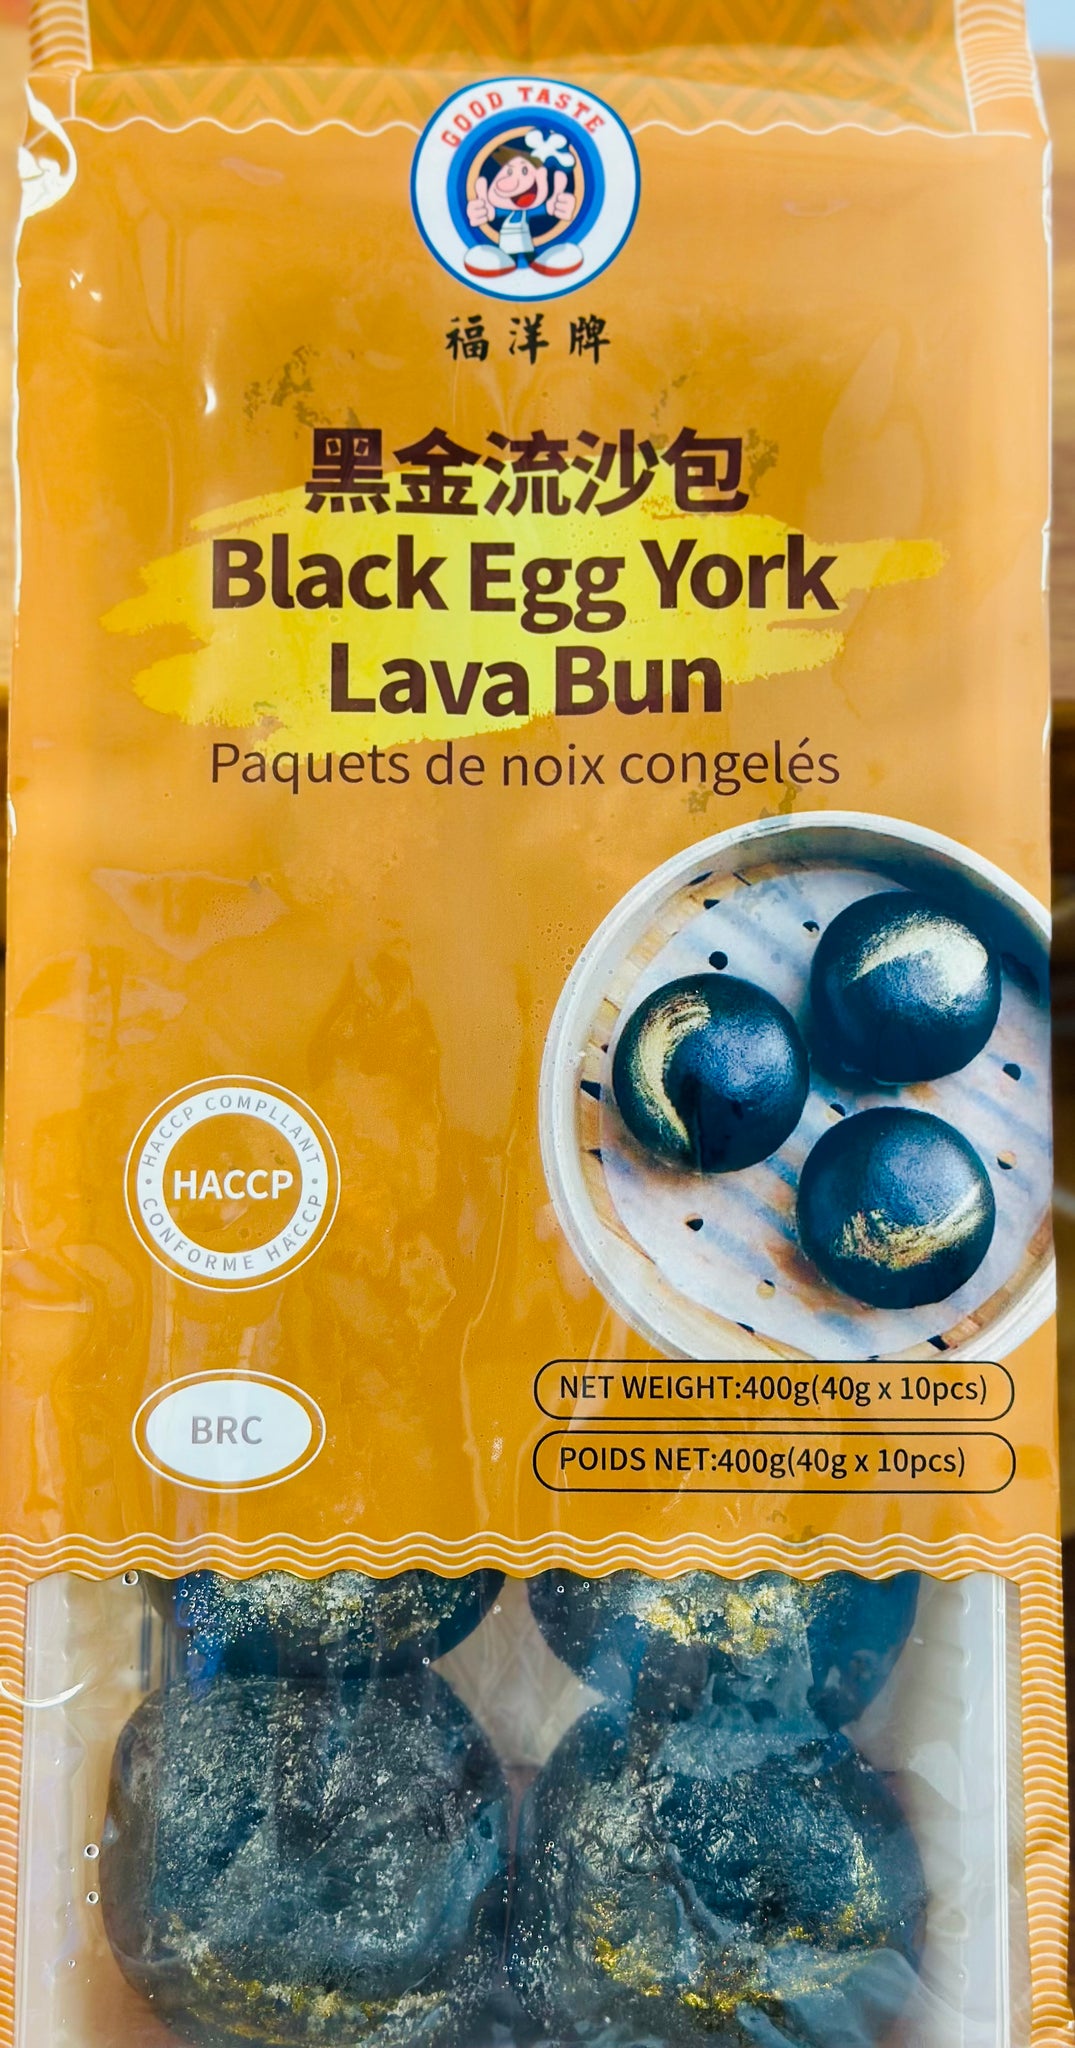 GOOD TASTE
福洋牌
黑金流沙包
Black Egg York
Lava Bun
Paquets de noix congelés
HACCP COMPLLANT
HACCP
CONFORME HACCP
BRC
NET WEIGHT:400g(40g x 10pcs)
POIDS NET:400g(40g x 10pcs)